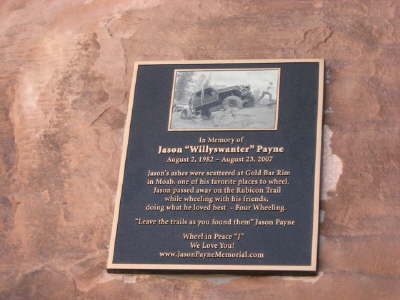 In Memory of
Jason "Willyswanter" Payne
August 2, 1982 – August 23, 2007
Jason's ashes were scattered at Gold Bar Rim
in Moab, one of his favorite places to wheel.
Jason passed away on the Rubicon Trail
while wheeling with his friends,
doing what he loved best – Four Wheeling.
"Leave the trails as you found them" Jason Payne
Wheel in Peace "J"
We Love You!
www.JasonPayneMemorial.com